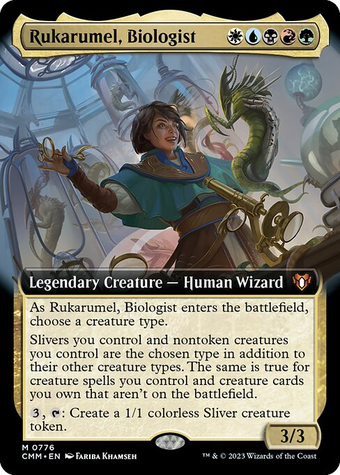 Rukarumel, Biologist
Legendary Creature — Human Wizard
As Rukarumel, Biologist enters the battlefield,
choose a creature type.
Slivers you control and nontoken creatures
you control are the chosen type in addition to
their other creature types. The same is true for
creature spells you control and creature cards
you own that aren't on the battlefield.
3, : Create a 1/1 colorless Sliver creature
token.
3/3
M 0776
CMM • EN Fariba Khamseh
™ & © 2023 Wizards of the Coast